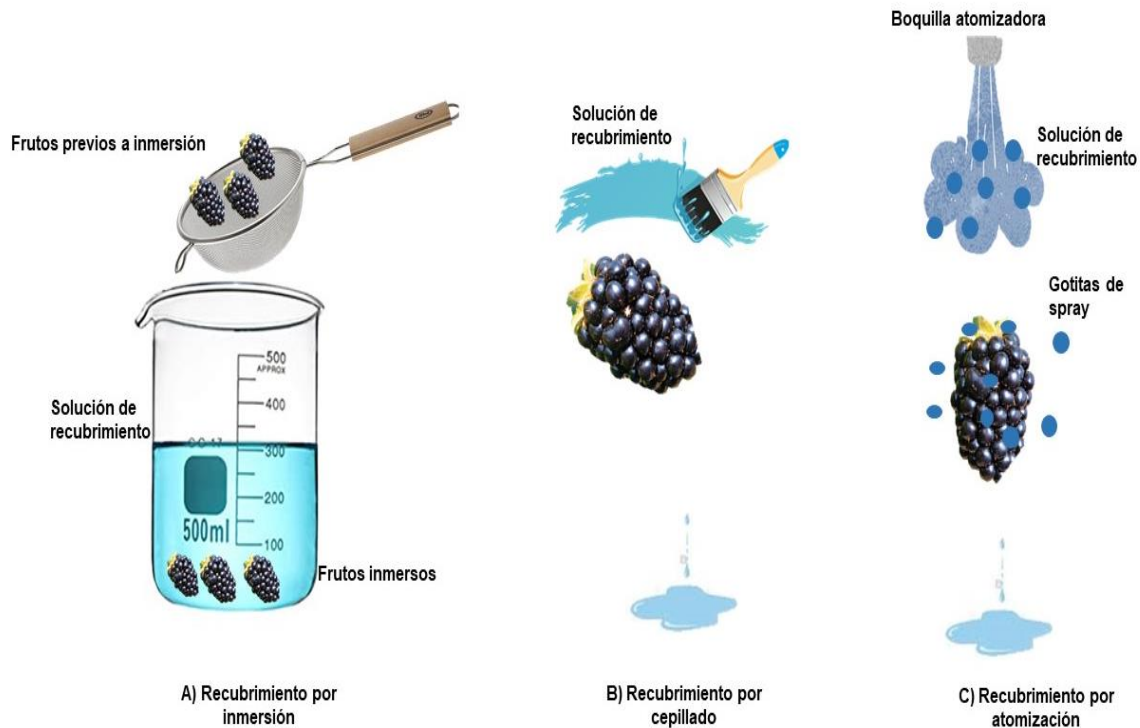 Boquilla atomizadora
Frutos previos a inmersión
Solución de
recubrimiento
Solución de
recubrimiento
Gotitas de
spray
Solución de
recubrimiento
500
APPROX
400
300
200
100
500ml
Frutos inmersos
A) Recubrimiento por
inmersión
B) Recubrimiento por
cepillado
C) Recubrimiento por
atomización